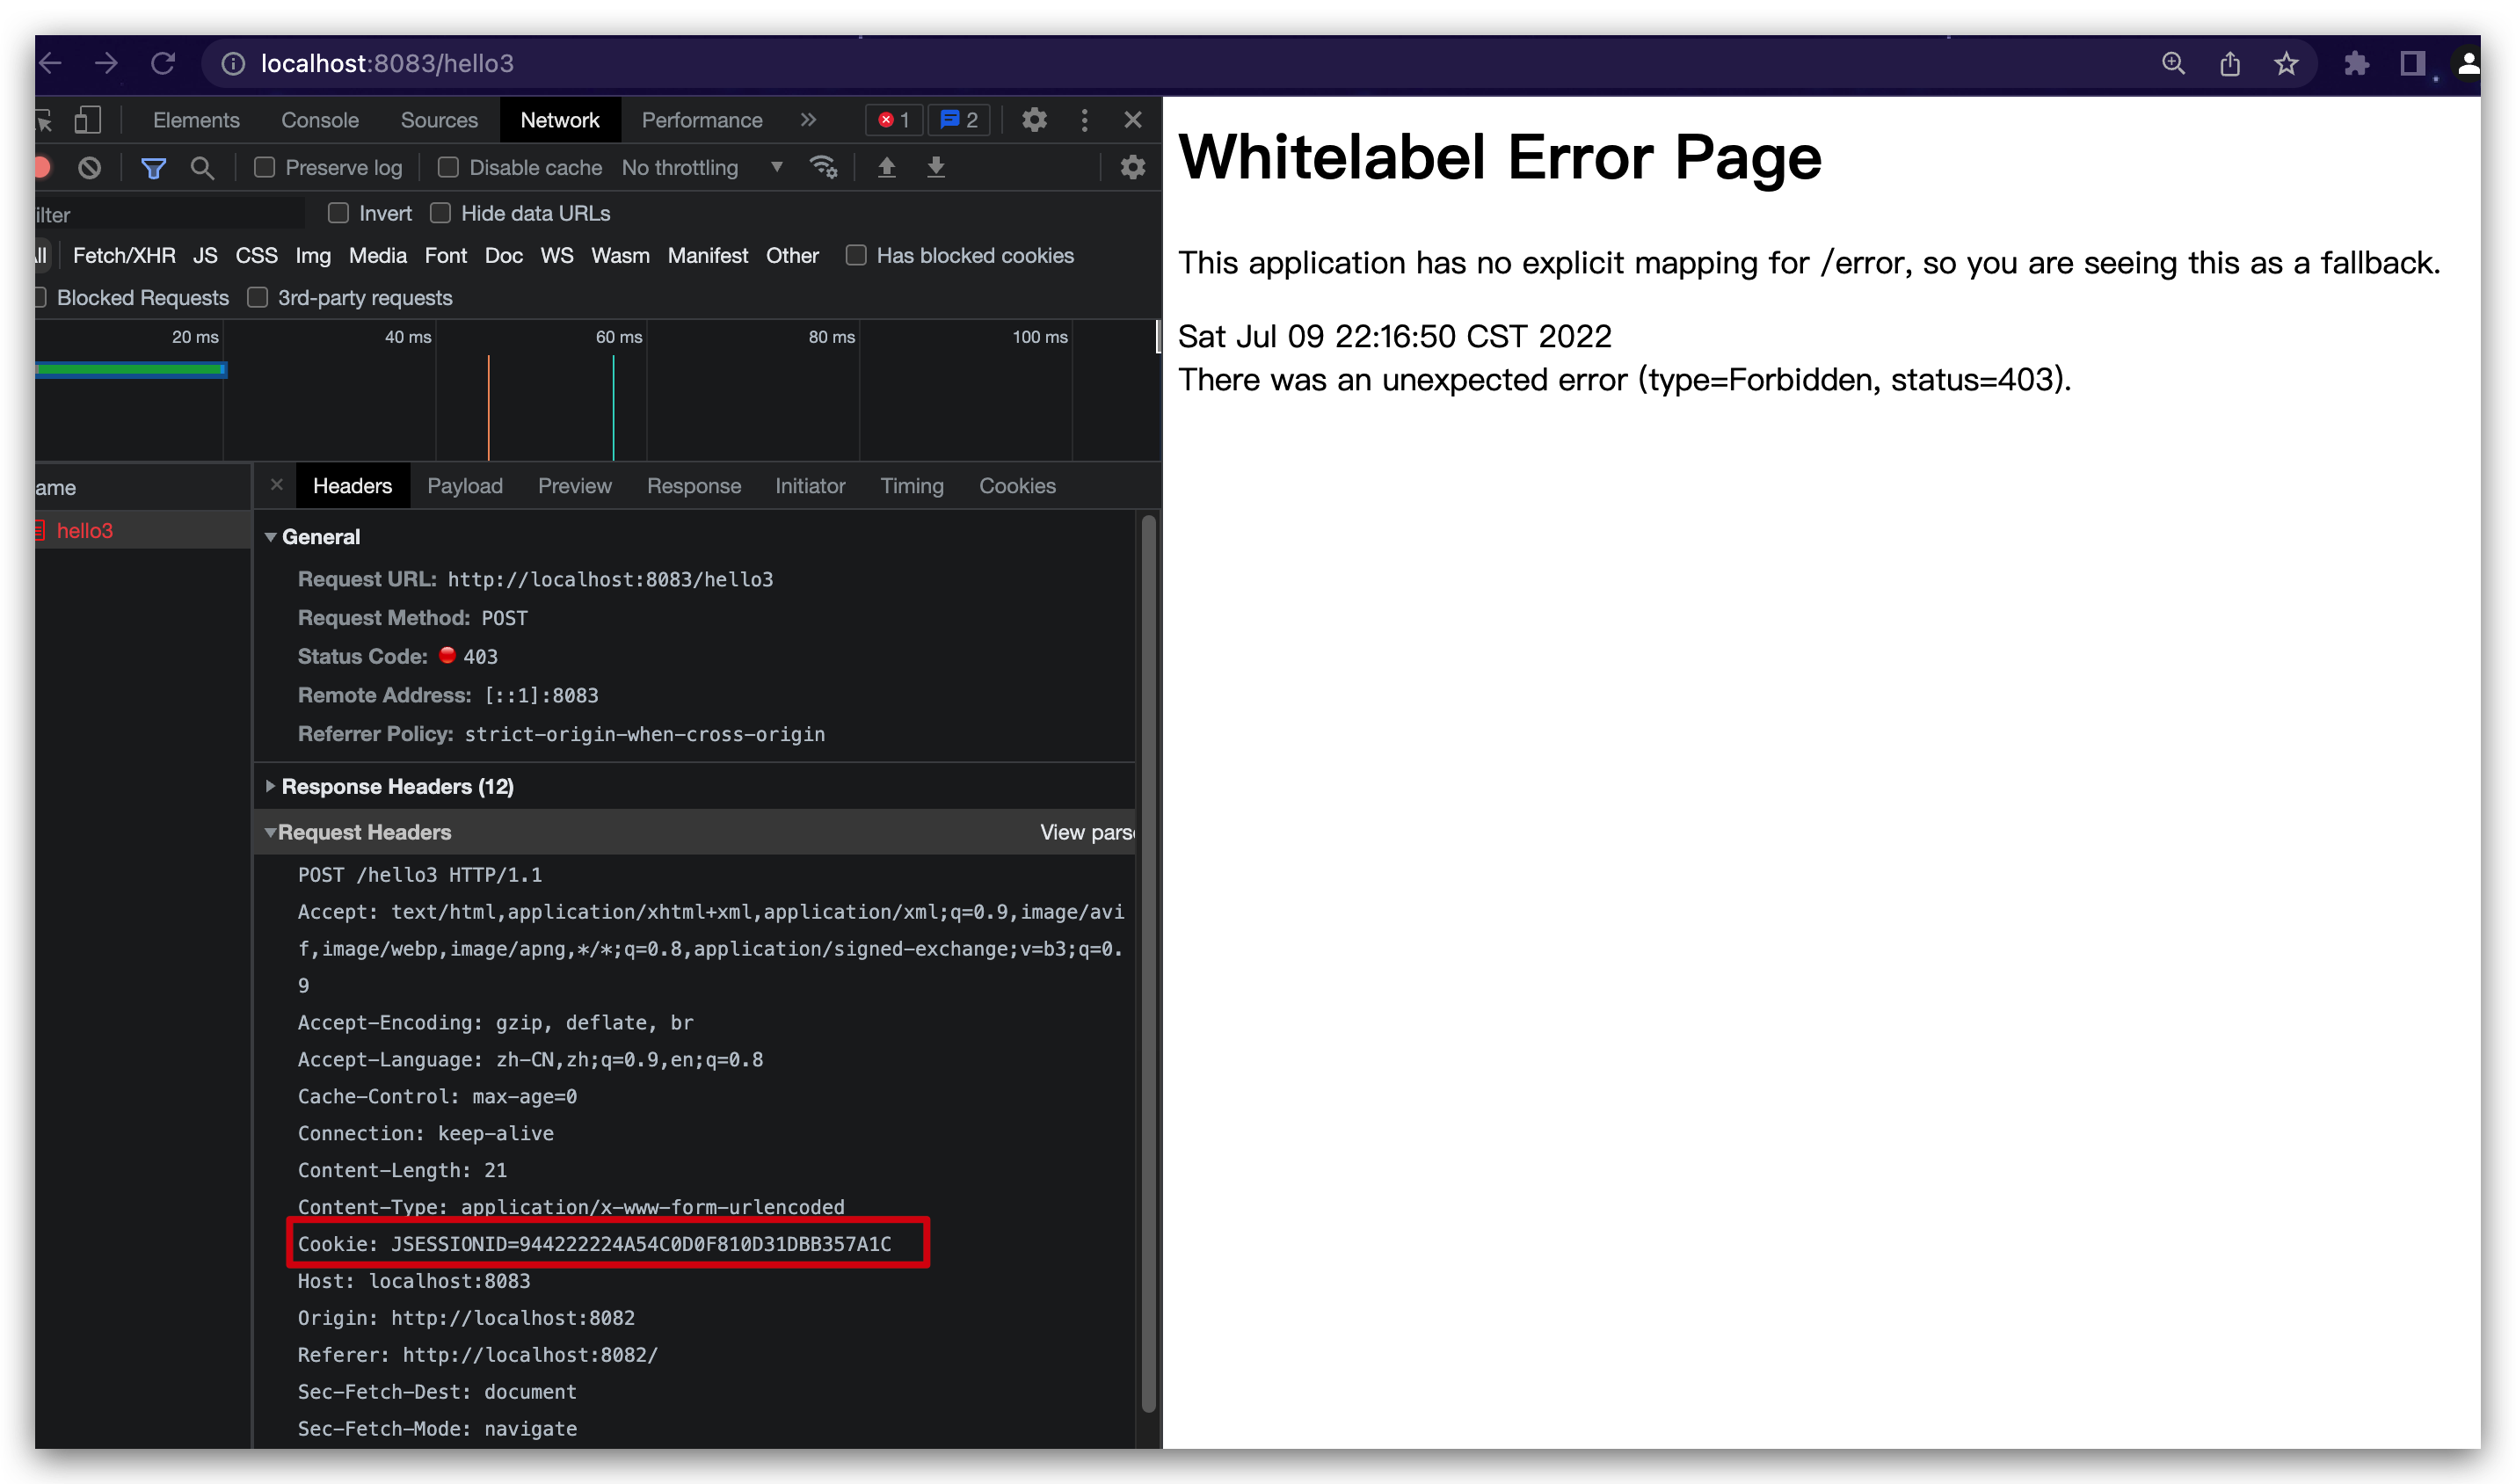 localhost:8083/hello3
Elements Console Sources Network Performance 1 2
Preserve log Disable cache No throttling
ilter Invert Hide data URLs
Fetch/XHR JS CSS Img Media Font Doc WS Wasm Manifest Other Has blocked cookies
Blocked Requests 3rd-party requests
20 ms 40 ms 60 ms 80 ms 100 ms
ame
hello3
Headers Payload Preview Response Initiator Timing Cookies
General
Request URL: http://localhost:8083/hello3
Request Method: POST
Status Code: 403
Remote Address: [::1]:8083
Referrer Policy: strict-origin-when-cross-origin
Response Headers (12)
Request Headers View parse
POST /hello3 HTTP/1.1
Accept: text/html,application/xhtml+xml,application/xml;q=0.9,image/avi
f,image/webp,image/apng,*/*;q=0.8,application/signed-exchange;v=b3;q=0.
9
Accept-Encoding: gzip, deflate, br
Accept-Language: zh-CN,zh;q=0.9,en;q=0.8
Cache-Control: max-age=0
Connection: keep-alive
Content-Length: 21
Content-Type: application/x-www-form-urlencoded
Cookie: JSESSIONID=944222224A54C0D0F810D31DBB357A1C
Host: localhost:8083
Origin: http://localhost:8082
Referer: http://localhost:8082/
Sec-Fetch-Dest: document
Sec-Fetch-Mode: navigate
Whitelabel Error Page
This application has no explicit mapping for /error, so you are seeing this as a fallback.
Sat Jul 09 22:16:50 CST 2022
There was an unexpected error (type=Forbidden, status=403).